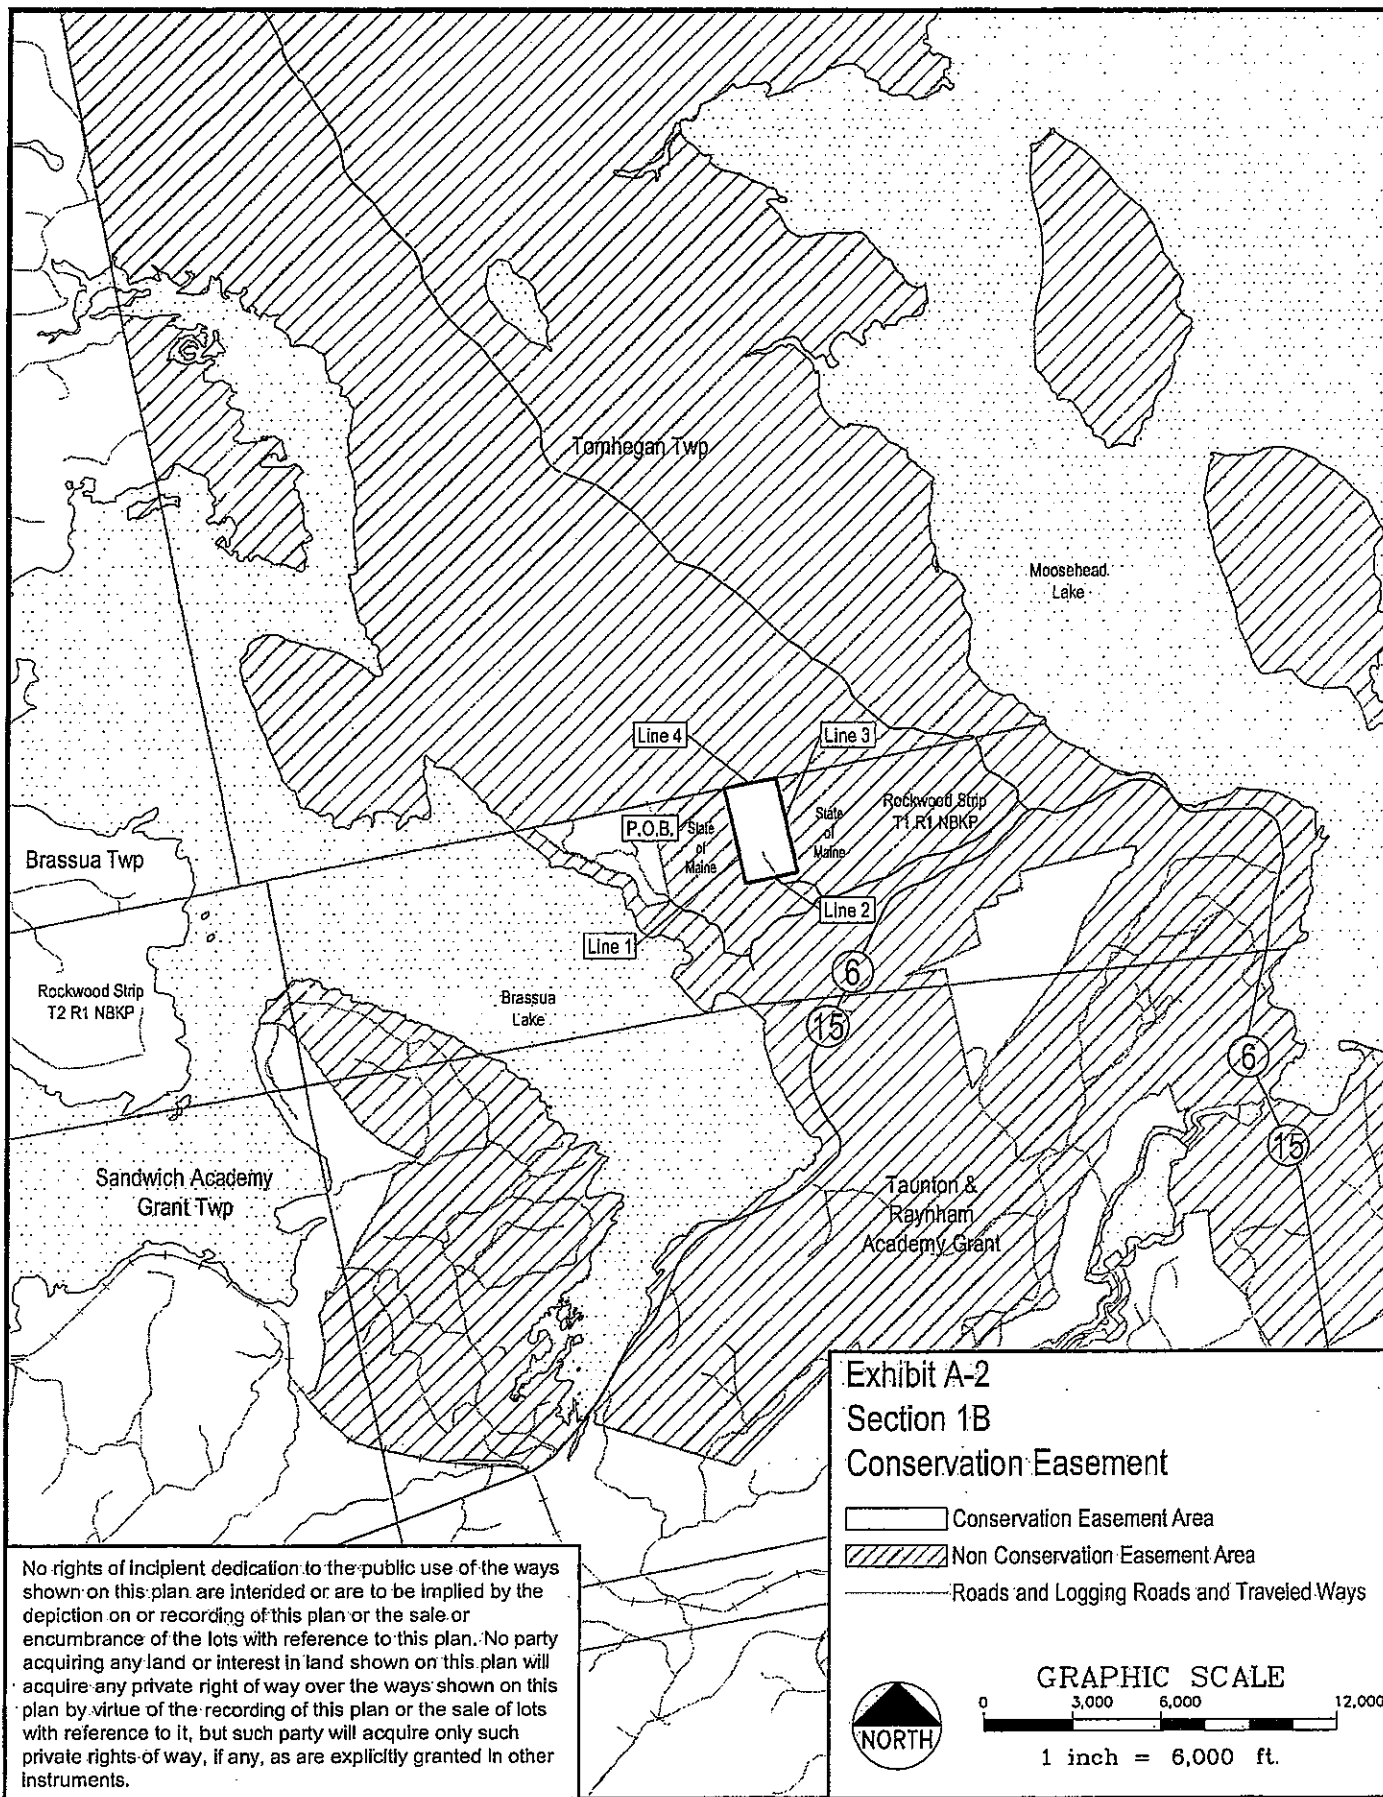 Tomhegan Twp
Moosehead
Lake
Line 4
Line 3
P.O.B.
State
of
Maine
State
of
Maine
Rockwood Strip
T1 R1 NBKP
Brassua Twp
Line 2
Line 1
6
Rockwood Strip
T2 R1 NBKP
Brassua
Lake
15
6
15
Sandwich Academy
Grant Twp
Taunton &
Raynham
Academy Grant
Exhibit A-2
Section 1B
Conservation Easement
Conservation Easement Area
Non Conservation Easement Area
Roads and Logging Roads and Traveled Ways
No rights of incipient dedication to the public use of the ways
shown on this plan are intended or are to be implied by the
depiction on or recording of this plan or the sale or
encumbrance of the lots with reference to this plan. No party
acquiring any land or interest in land shown on this plan will
acquire any private right of way over the ways shown on this
plan by virtue of the recording of this plan or the sale of lots
with reference to it, but such party will acquire only such
private rights of way, if any, as are explicitly granted in other
instruments.
NORTH
GRAPHIC SCALE
0 3,000 6,000 12,000
1 inch = 6,000 ft.